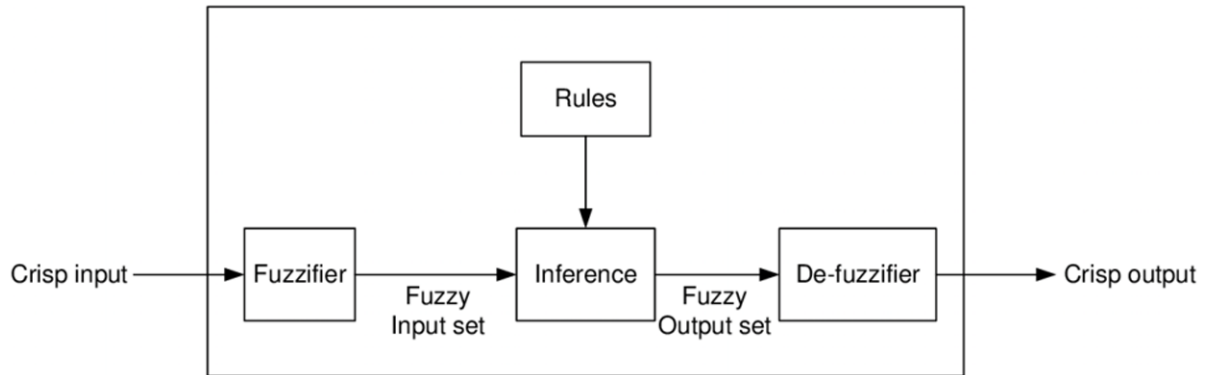 Rules
Crisp input
Fuzzifier
Fuzzy
Input set
Inference
Fuzzy
Output set
De-fuzzifier
Crisp output